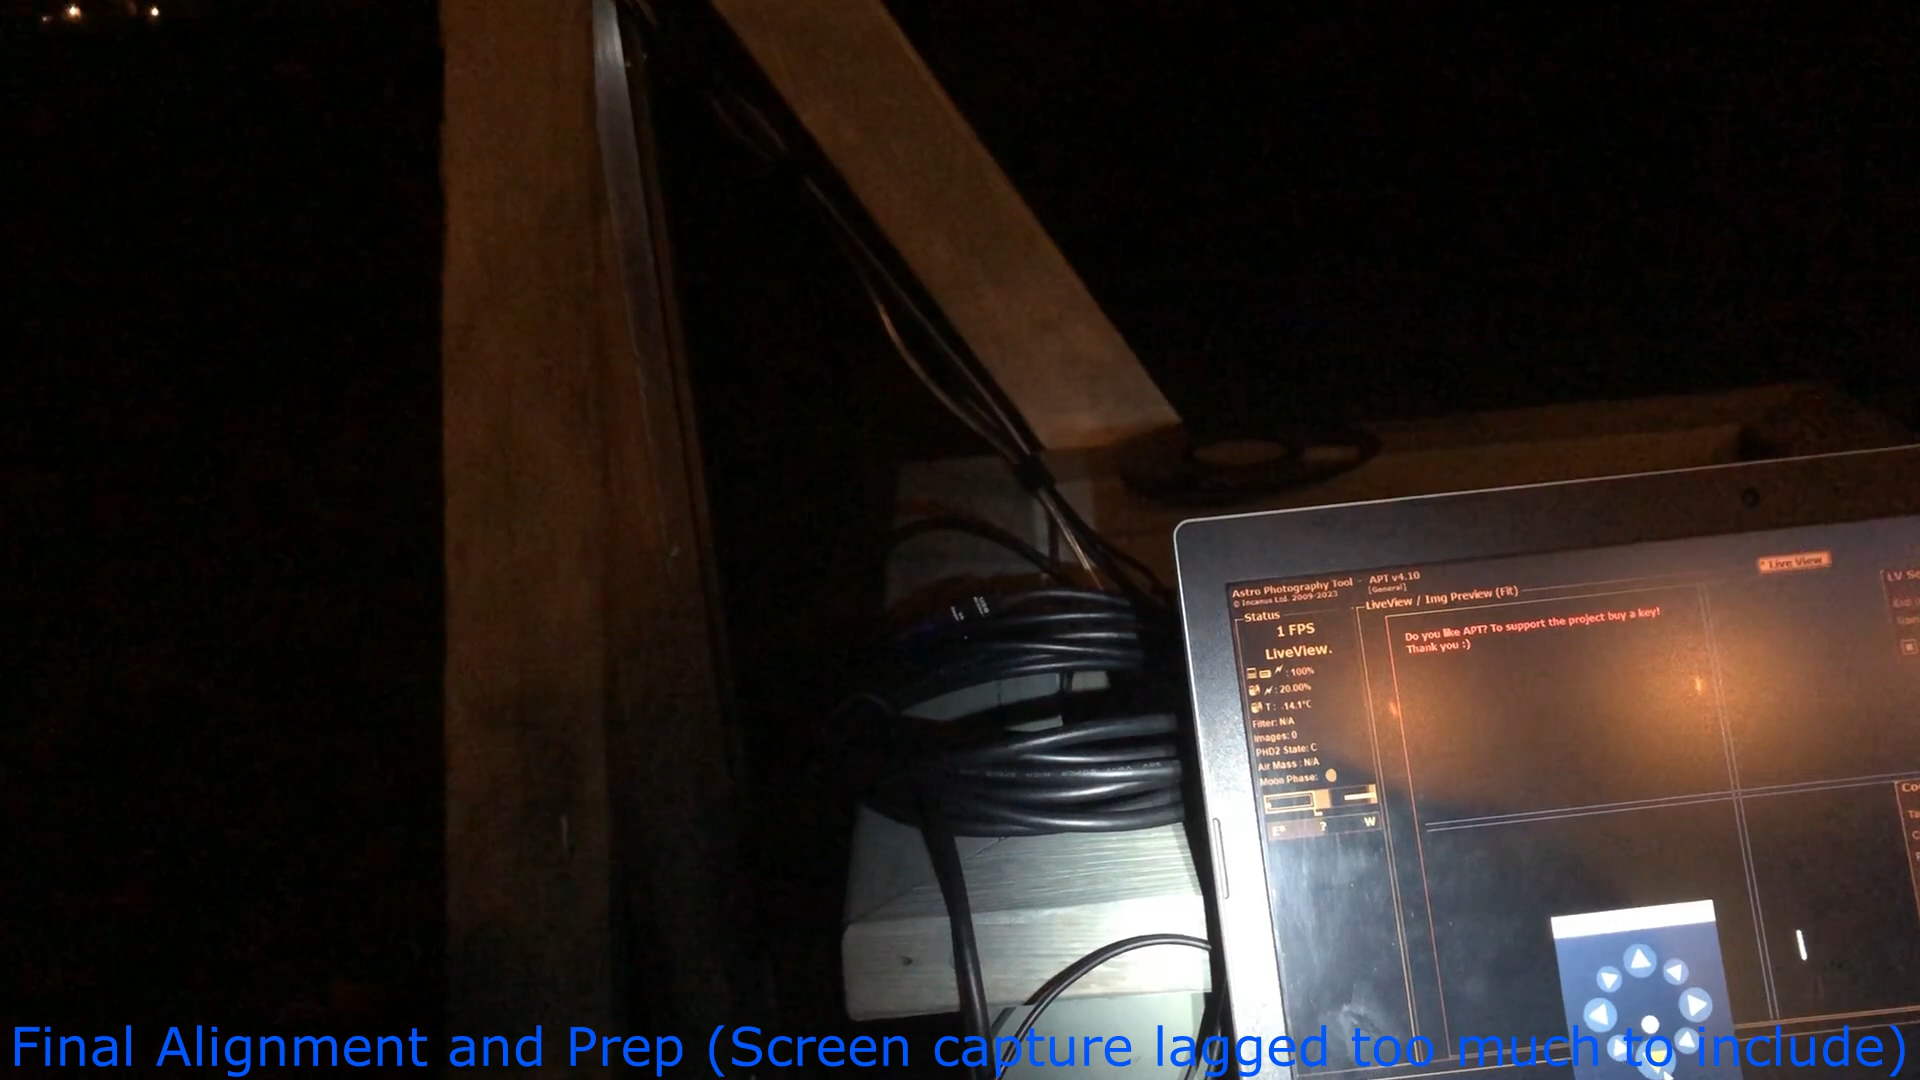 Astro Photography Tool - APT v4.10
© Incanus Ltd. 2009-2023
[General]
Live View
LiveView / Img Preview (Fit)
Status
1 FPS
LiveView.
: 100%
: 20.00%
T: -14.1°C
Filter: N/A
Images: 0
PHD2 State: C
Air Mass : N/A
Moon Phase:
E
?
W
Do you like APT? To support the project buy a key!
Thank you :)
Final Alignment and Prep (Screen capture lagged too much to include)